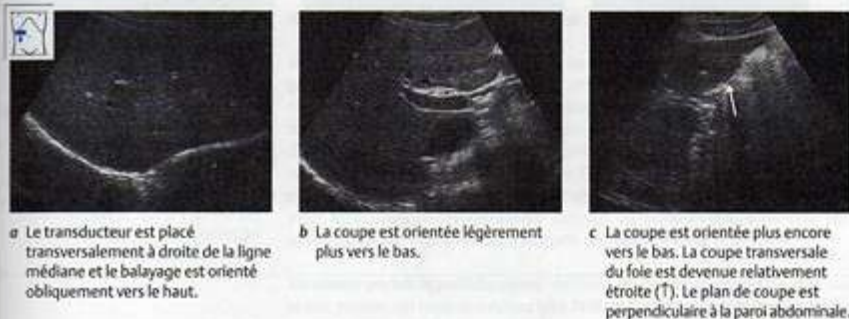 a Le transducteur est placé
transversalement à droite de la ligne
médiane et le balayage est orienté
obliquement vers le haut.
b La coupe est orientée légèrement
plus vers le bas.
c La coupe est orientée plus encore
vers le bas. La coupe transversale
du foie est devenue relativement
étroite (↑). Le plan de coupe est
perpendiculaire à la paroi abdominale.